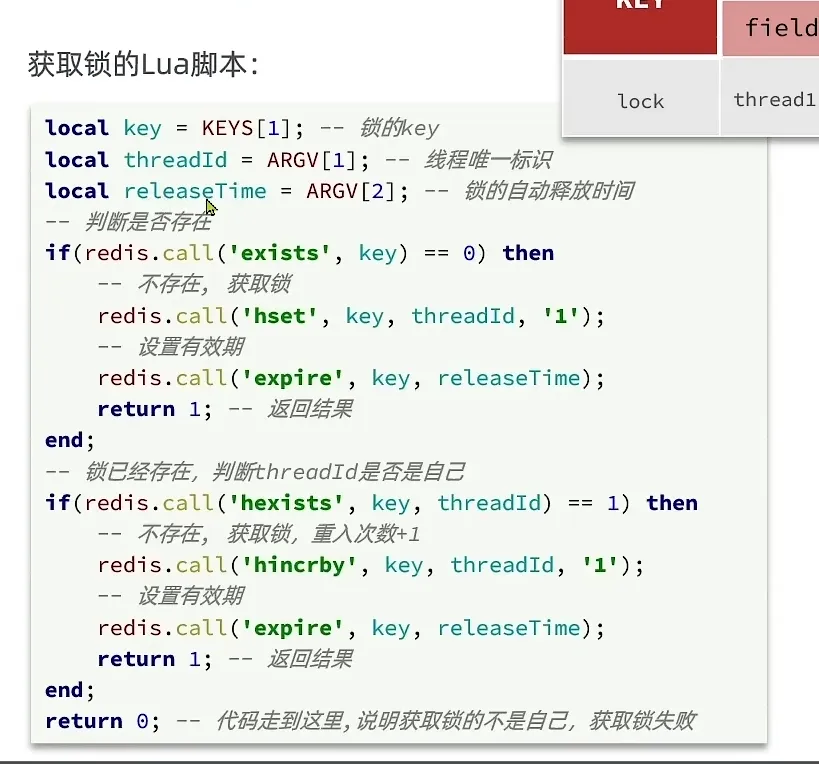 KEY
field
lock
thread1
获取锁的Lua脚本：
local key = KEYS[1]; -- 锁的key
local threadId = ARGV[1]; -- 线程唯一标识
local releaseTime = ARGV[2]; -- 锁的自动释放时间
-- 判断是否存在
if(redis.call('exists', key) == 0) then
-- 不存在， 获取锁
redis.call('hset', key, threadId, '1');
-- 设置有效期
redis.call('expire', key, releaseTime);
return 1; -- 返回结果
end;
-- 锁已经存在，判断threadId是否是自己
if(redis.call('hexists', key, threadId) == 1) then
-- 不存在， 获取锁，重入次数+1
redis.call('hincrby', key, threadId, '1');
-- 设置有效期
redis.call('expire', key, releaseTime);
return 1; -- 返回结果
end;
return 0; -- 代码走到这里,说明获取锁的不是自己，获取锁失败